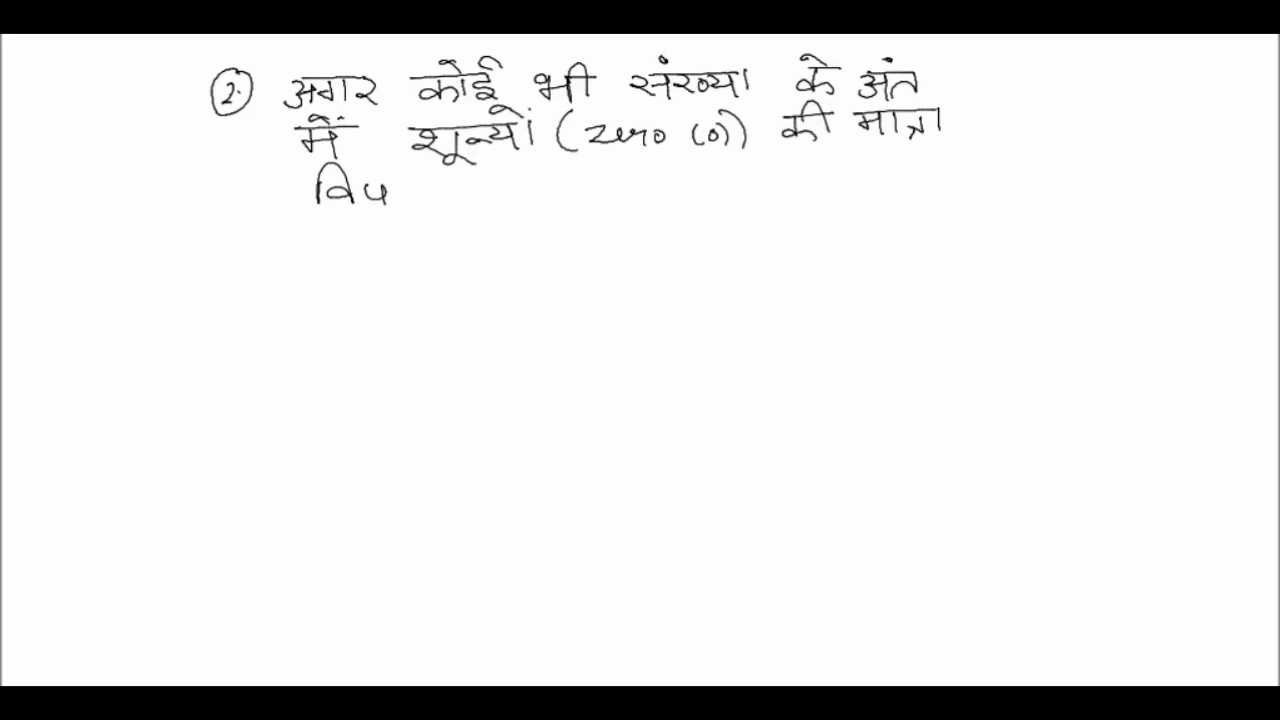 2. अगर कोई भी संख्या के अंत
में शून्यों (zero (0)) की मात्रा
विप